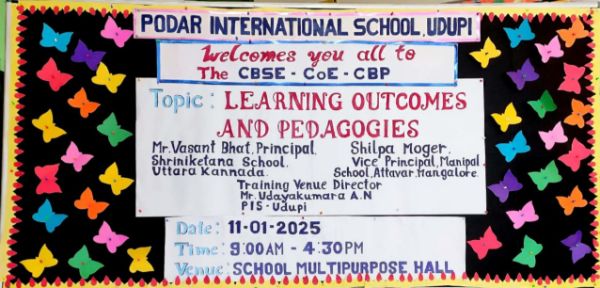 PODAR INTERNATIONAL SCHOOL, UDUPI
Welcomes you all to
The CBSE - CoE - CBP
Topic: LEARNING OUTCOMES
AND PEDAGOGIES
Mr. Vasant Bhat, Principal.
Shriniketana School.
Uttara Kannada.
Shilpa Moger.
Vice Principal, Manipal
School, Attavar, Mangalore.
Training Venue Director
Mr. Udayakumara A.N
PIS - Udupi
Date: 11-01-2025
Time: 9:00AM - 4:30PM
Venue: SCHOOL MULTIPURPOSE HALL